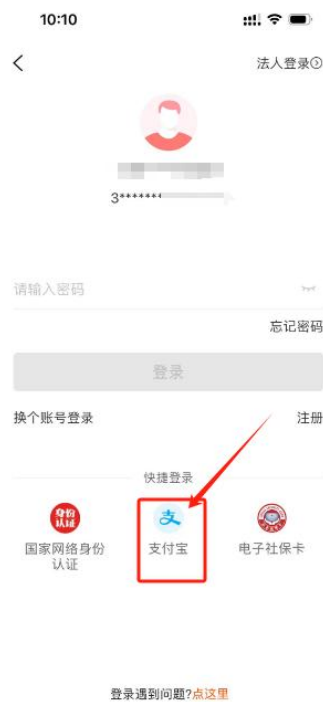 10:10
法人登录
3*******
请输入密码
忘记密码
登录
换个账号登录
注册
快捷登录
身份
认证
国家网络身份
认证
支
支付宝
电子社保卡
登录遇到问题?点这里